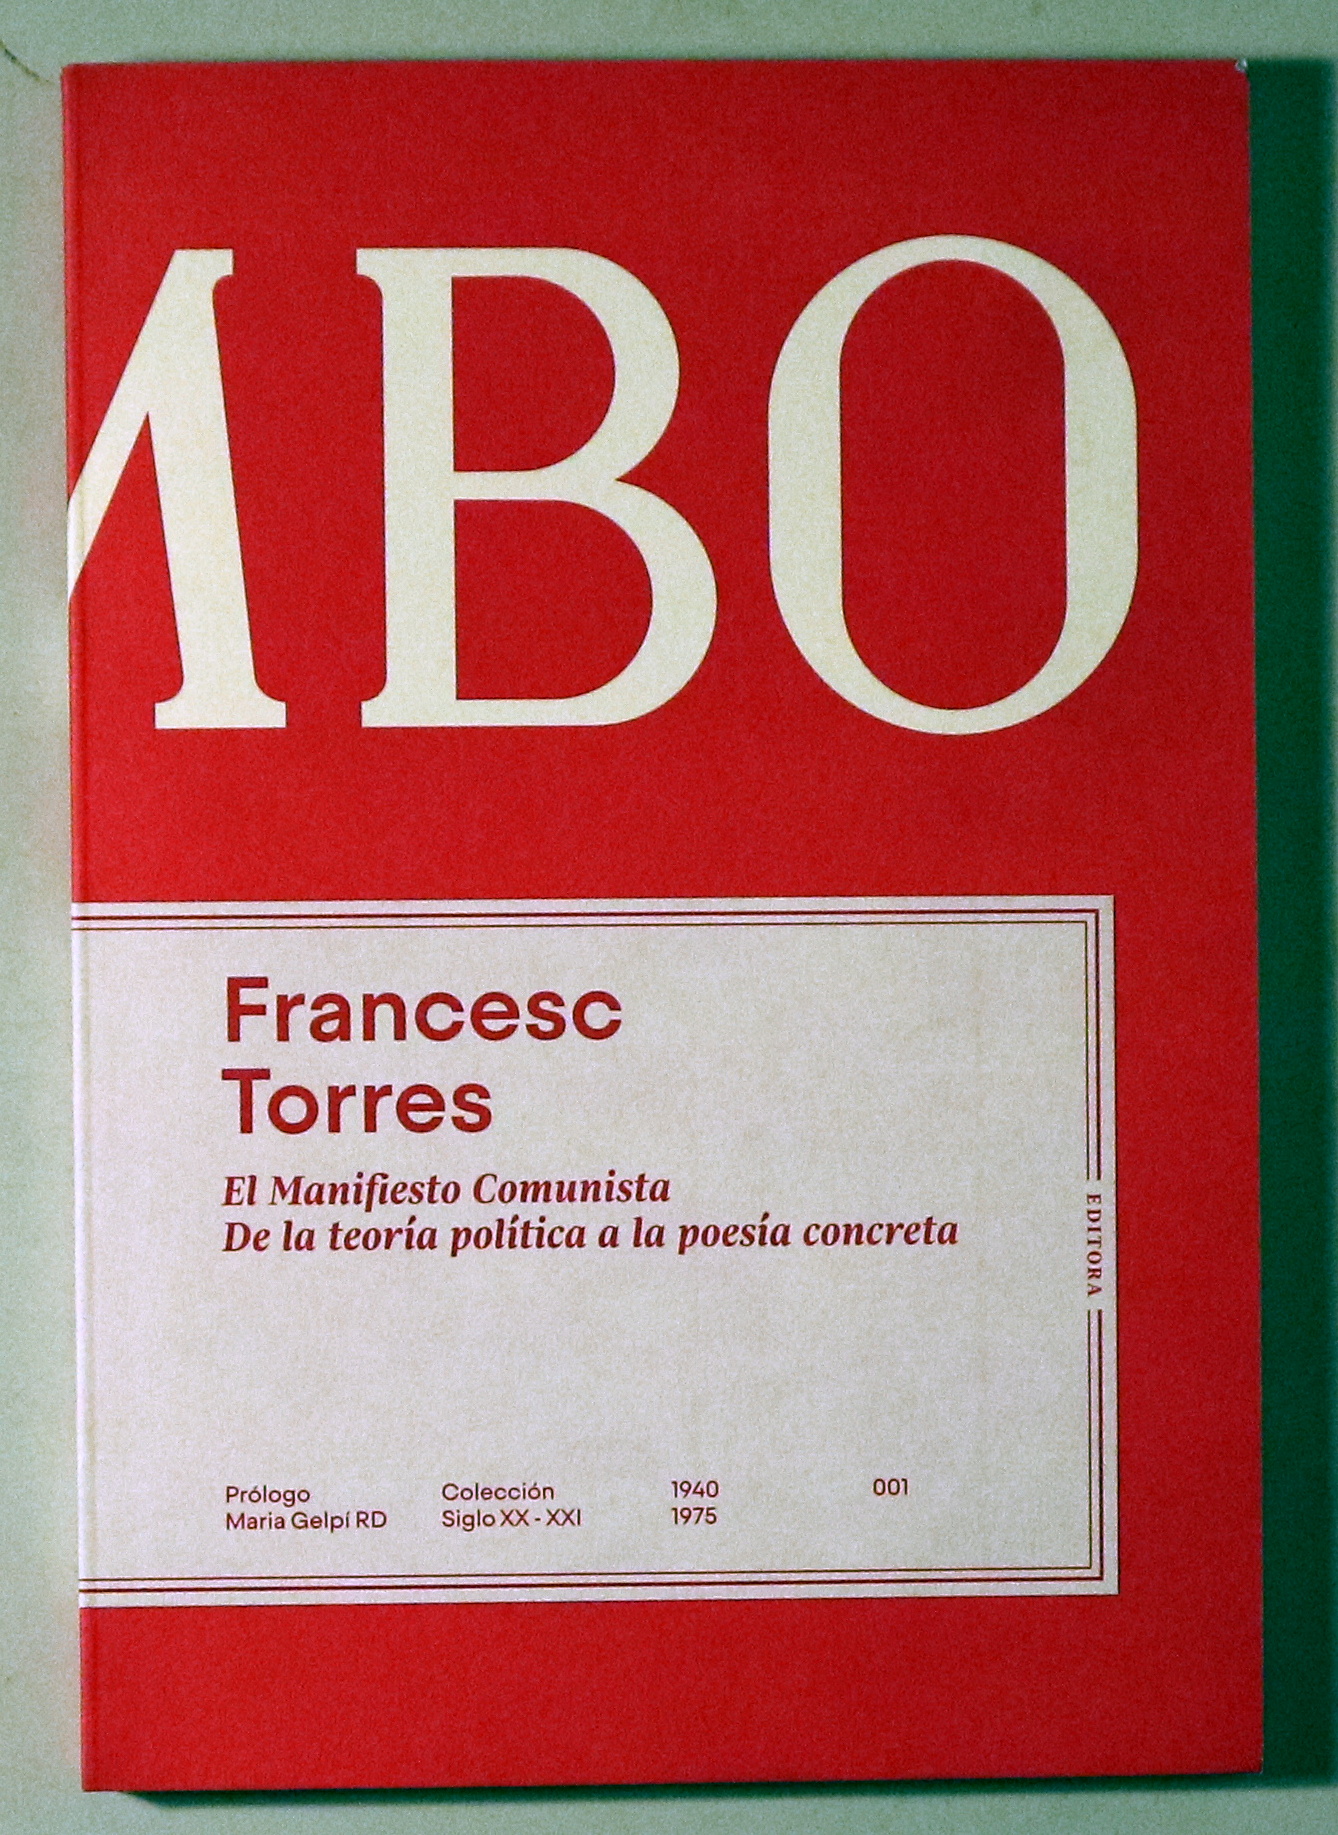 MBO
Francesc
Torres
El Manifiesto Comunista
De la teoría política a la poesía concreta
EDITORA
Prólogo
Maria Gelpí RD
Colección
Siglo XX - XXI
1940
1975
001